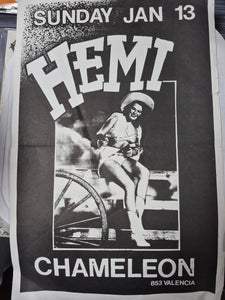 SUNDAY JAN 13
HEMI
CHAMELEON
853 VALENCIA